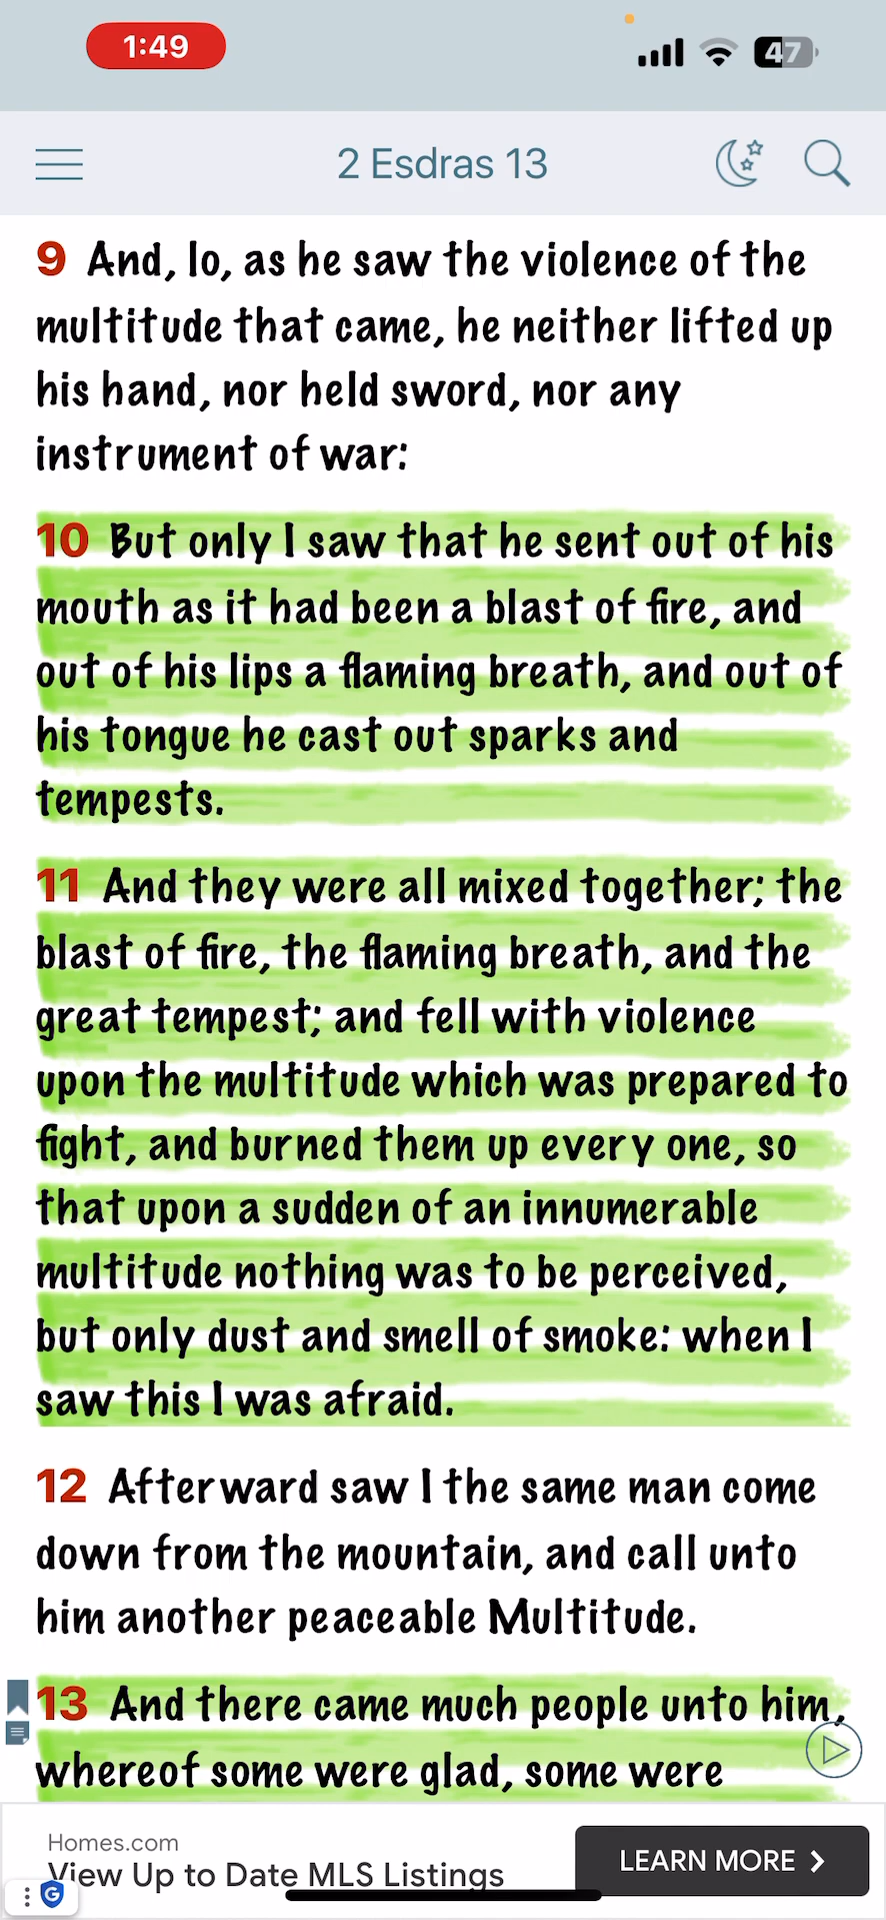 1:49
47
2 Esdras 13
9 And, lo, as he saw the violence of the
multitude that came, he neither lifted up
his hand, nor held sword, nor any
instrument of war:
10 But only I saw that he sent out of his
mouth as it had been a blast of fire, and
out of his lips a flaming breath, and out of
his tongue he cast out sparks and
tempests.
11 And they were all mixed together; the
blast of fire, the flaming breath, and the
great tempest; and fell with violence
upon the multitude which was prepared to
fight, and burned them up every one, so
that upon a sudden of an innumerable
multitude nothing was to be perceived,
but only dust and smell of smoke: when I
saw this I was afraid.
12 Afterward saw I the same man come
down from the mountain, and call unto
him another peaceable Multitude.
13 And there came much people unto him,
whereof some were glad, some were
Homes.com
View Up to Date MLS Listings
LEARN MORE
G